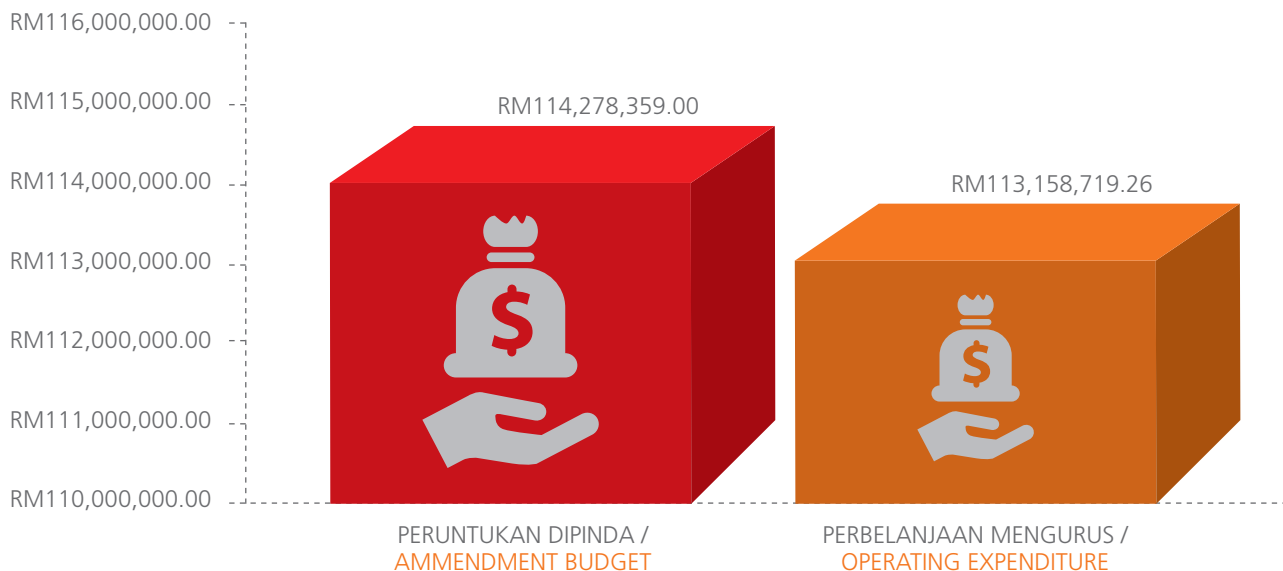 RM116,000,000.00
RM115,000,000.00
RM114,000,000.00
RM113,000,000.00
RM112,000,000.00
RM111,000,000.00
RM110,000,000.00
RM114,278,359.00
RM113,158,719.26
$
$
PERUNTUKAN DIPINDA /
AMMENDMENT BUDGET
PERBELANJAAN MENGURUS /
OPERATING EXPENDITURE